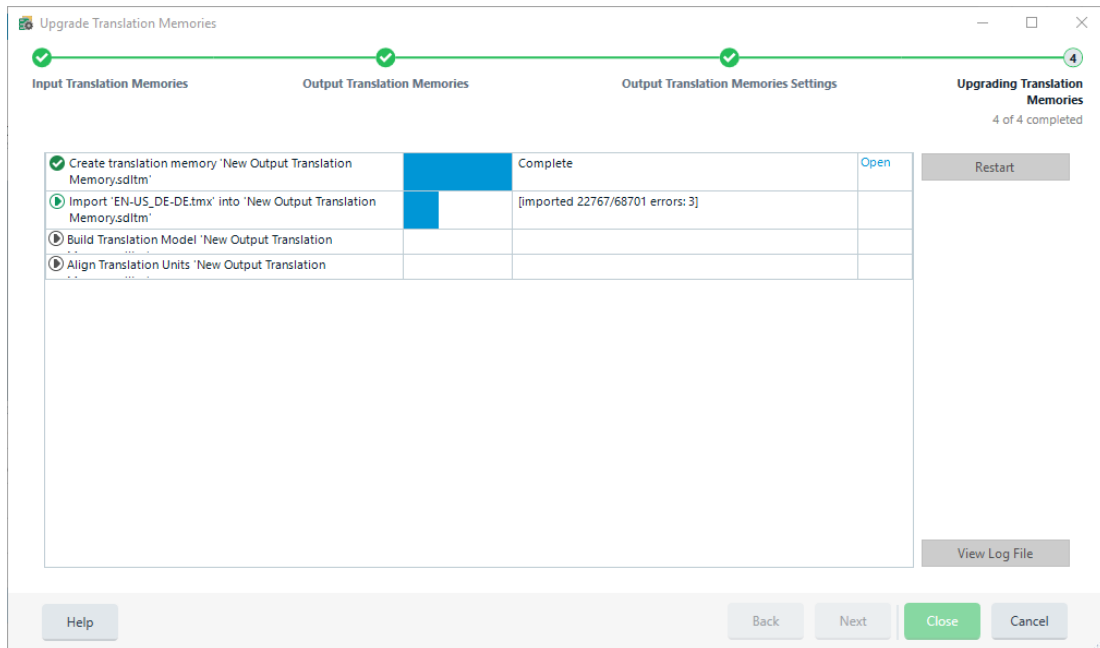 Upgrade Translation Memories
4
Input Translation Memories
Output Translation Memories
Output Translation Memories Settings
Upgrading Translation
Memories
4 of 4 completed
Create translation memory 'New Output Translation
Memory.sdltm'
Complete
Open
Import 'EN-US_DE-DE.tmx' into 'New Output Translation
Memory.sdltm'
[imported 22767/68701 errors: 3]
Build Translation Model 'New Output Translation
Align Translation Units 'New Output Translation
Restart
View Log File
Help
Back
Next
Close
Cancel